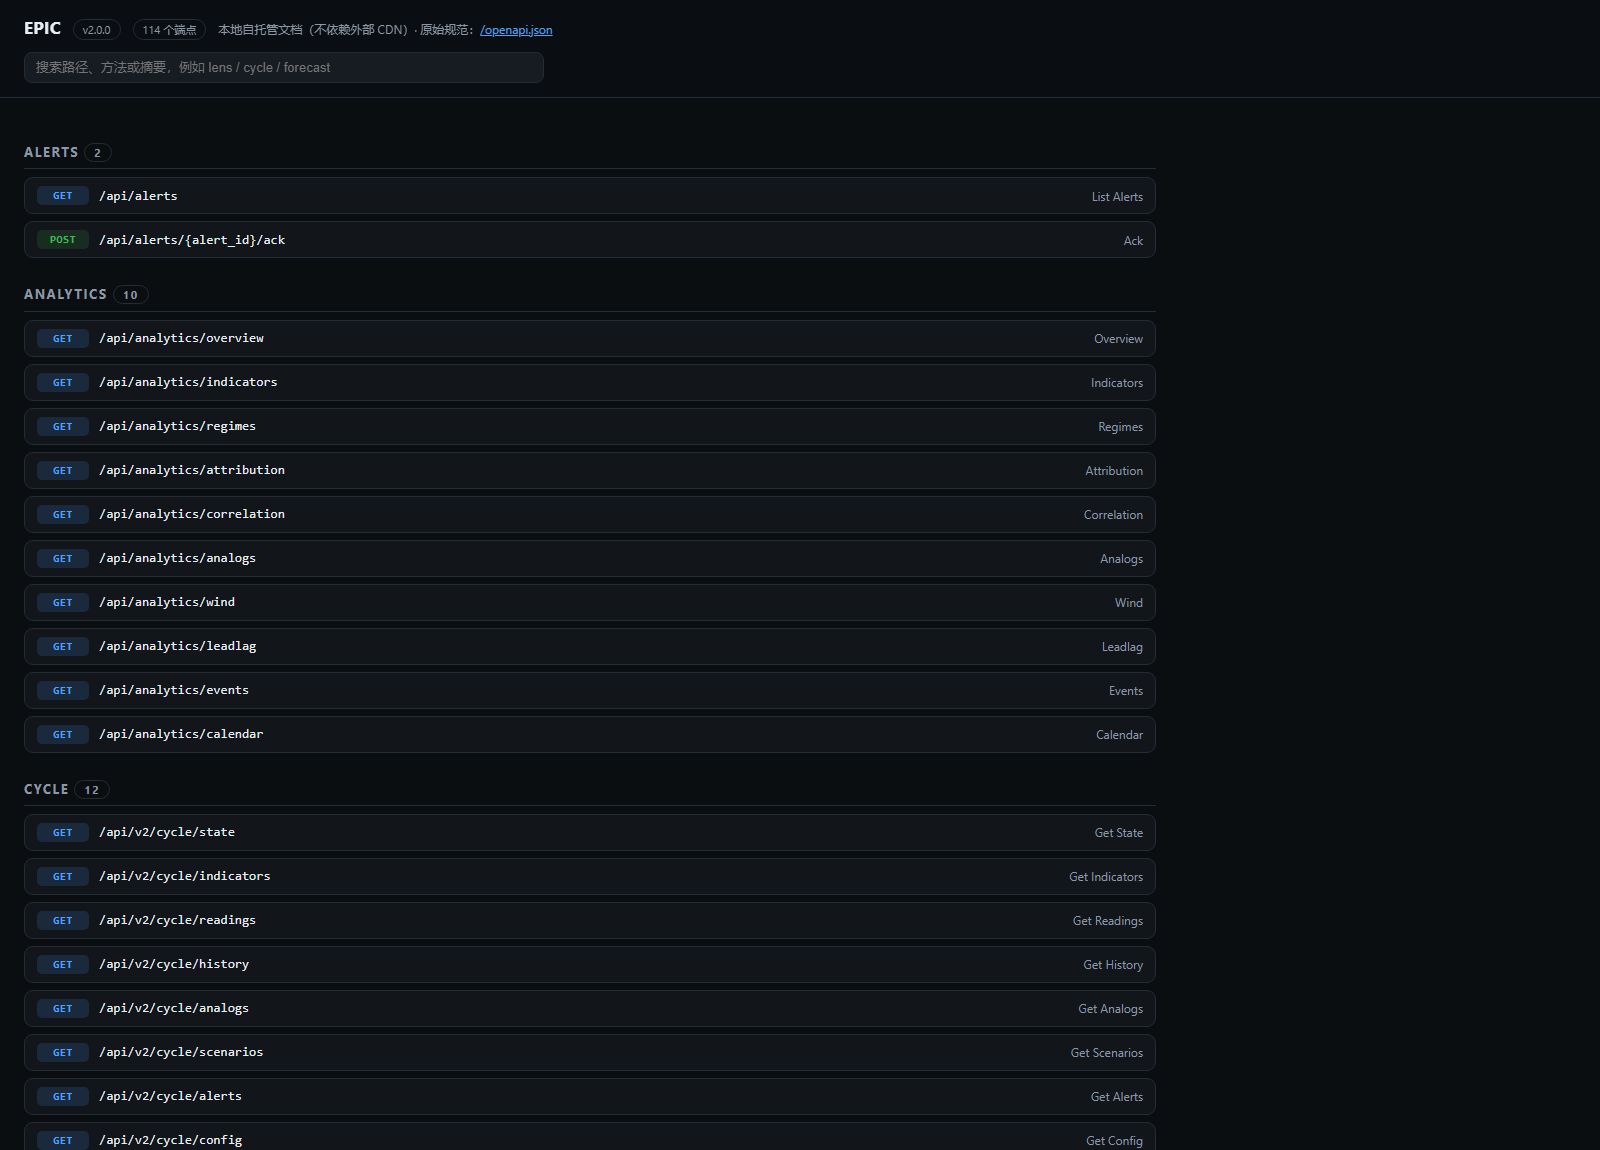 EPIC v2.0.0 114 个端点 本地自托管文档（不依赖外部 CDN）· 原始规范：/openapi.json
搜索路径、方法或摘要，例如 lens / cycle / forecast
ALERTS 2
GET /api/alerts List Alerts
POST /api/alerts/{alert_id}/ack Ack
ANALYTICS 10
GET /api/analytics/overview Overview
GET /api/analytics/indicators Indicators
GET /api/analytics/regimes Regimes
GET /api/analytics/attribution Attribution
GET /api/analytics/correlation Correlation
GET /api/analytics/analogs Analogs
GET /api/analytics/wind Wind
GET /api/analytics/leadlag Leadlag
GET /api/analytics/events Events
GET /api/analytics/calendar Calendar
CYCLE 12
GET /api/v2/cycle/state Get State
GET /api/v2/cycle/indicators Get Indicators
GET /api/v2/cycle/readings Get Readings
GET /api/v2/cycle/history Get History
GET /api/v2/cycle/analogs Get Analogs
GET /api/v2/cycle/scenarios Get Scenarios
GET /api/v2/cycle/alerts Get Alerts
GET /api/v2/cycle/config Get Config